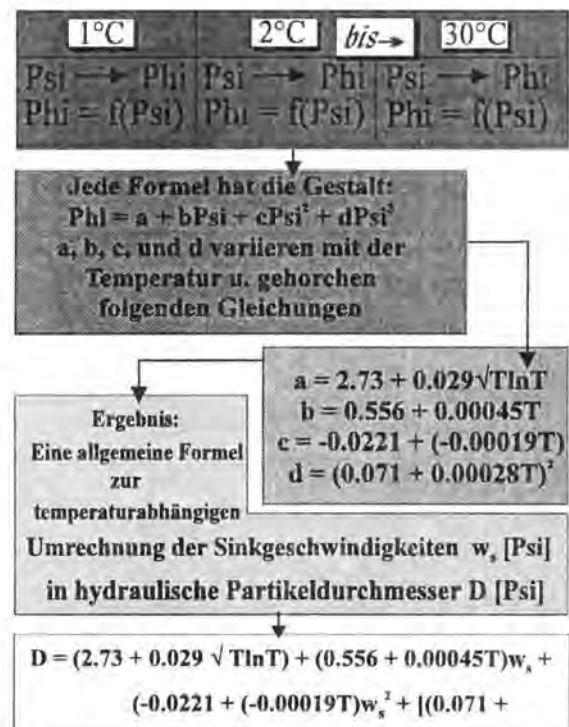 1°C 2°C bis→ 30°C
Psi → Phi Psi → Phi Psi → Phi
Phi = f(Psi) Phi = f(Psi) Phi = f(Psi)
Jede Formel hat die Gestalt:
Phi = a + bPsi + cPsi² + dPsi³
a, b, c, und d variieren mit der
Temperatur u. gehorchen
folgenden Gleichungen
a = 2.73 + 0.029√TlnT
b = 0.556 + 0.00045T
c = -0.0221 + (-0.00019T)
d = (0.071 + 0.00028T)²
Ergebnis:
Eine allgemeine Formel
zur
temperaturabhängigen
Umrechnung der Sinkgeschwindigkeiten wₛ [Psi]
in hydraulische Partikeldurchmesser D [Psi]
D = (2.73 + 0.029 √ TlnT) + (0.556 + 0.00045T)wₛ +
(-0.0221 + (-0.00019T)wₛ² + [(0.071 +